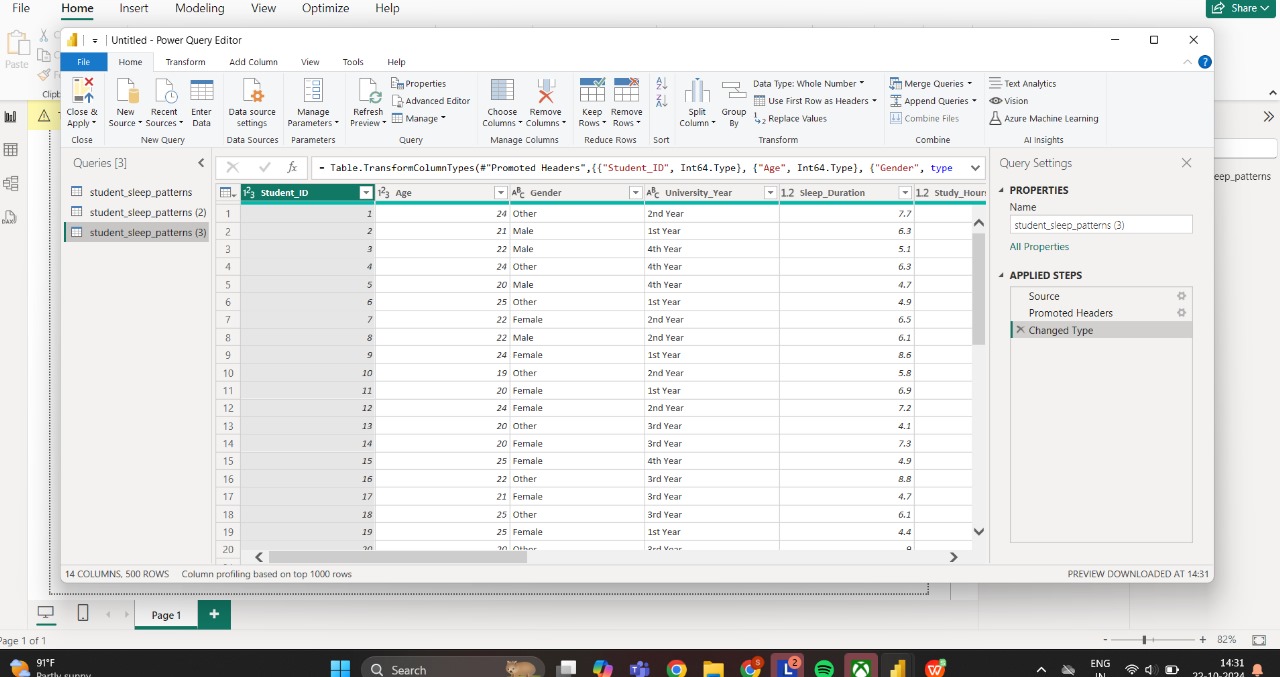 File Home Insert Modeling View Optimize Help Share
Untitled - Power Query Editor
File Home Transform Add Column View Tools Help
Paste
Close & Apply
New Source
Recent Sources
Enter Data
Data source settings
Manage Parameters
Refresh Preview
Properties
Advanced Editor
Manage
Choose Columns
Remove Columns
Keep Rows
Remove Rows
Split Column
Group By
Data Type: Whole Number
Use First Row as Headers
Replace Values
Merge Queries
Append Queries
Combine Files
Text Analytics
Vision
Azure Machine Learning
Close New Query Data Sources Parameters Query Manage Columns Reduce Rows Sort Transform Combine AI Insights
Queries [3]
student_sleep_patterns
student_sleep_patterns (2)
student_sleep_patterns (3)
= Table.TransformColumnTypes(#"Promoted Headers",{{"Student_ID", Int64.Type}, {"Age", Int64.Type}, {"Gender", type
Student_ID Age Gender University_Year 1.2 Sleep_Duration 1.2 Study_Hours
1 1 24 Other 2nd Year 7.7
2 2 21 Male 1st Year 6.3
3 3 22 Male 4th Year 5.1
4 4 24 Other 4th Year 6.3
5 5 20 Male 4th Year 4.7
6 6 25 Other 1st Year 4.9
7 7 22 Female 2nd Year 6.5
8 8 22 Male 2nd Year 6.1
9 9 24 Female 1st Year 8.6
10 10 19 Other 2nd Year 5.8
11 11 20 Female 1st Year 6.9
12 12 24 Female 2nd Year 7.2
13 13 20 Other 3rd Year 4.1
14 14 20 Female 3rd Year 7.3
15 15 25 Female 4th Year 4.9
16 16 22 Other 3rd Year 8.8
17 17 21 Female 3rd Year 4.7
18 18 25 Other 3rd Year 6.1
19 19 25 Female 1st Year 4.4
20 20 20 Other 3rd Year
Query Settings
PROPERTIES
Name
student_sleep_patterns (3)
All Properties
APPLIED STEPS
Source
Promoted Headers
Changed Type
eep_patterns
14 COLUMNS, 500 ROWS Column profiling based on top 1000 rows PREVIEW DOWNLOADED AT 14:31
Page 1
Page 1 of 1 82%
91°F
Partly sunny
Search
ENG
IN
14:31
22-10-2024